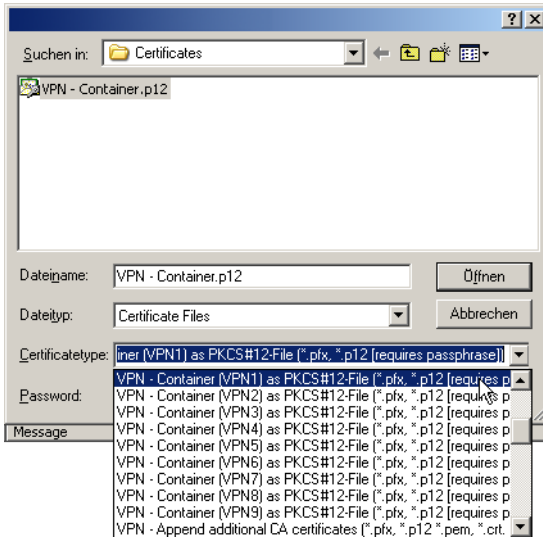 Suchen in: Certificates
VPN - Container.p12
Dateiname: VPN - Container.p12 Öffnen
Dateityp: Certificate Files Abbrechen
Certificatetype: iner (VPN1) as PKCS#12-File (*.pfx, *.p12 [requires passphrase])
VPN - Container (VPN1) as PKCS#12-File (*.pfx, *.p12 [requires p
Password: VPN - Container (VPN2) as PKCS#12-File (*.pfx, *.p12 [requires p
VPN - Container (VPN3) as PKCS#12-File (*.pfx, *.p12 [requires p
Message VPN - Container (VPN4) as PKCS#12-File (*.pfx, *.p12 [requires p
VPN - Container (VPN5) as PKCS#12-File (*.pfx, *.p12 [requires p
VPN - Container (VPN6) as PKCS#12-File (*.pfx, *.p12 [requires p
VPN - Container (VPN7) as PKCS#12-File (*.pfx, *.p12 [requires p
VPN - Container (VPN8) as PKCS#12-File (*.pfx, *.p12 [requires p
VPN - Container (VPN9) as PKCS#12-File (*.pfx, *.p12 [requires p
VPN - Append additional CA certificates (*.pfx, *.p12 *.pem, *.crt.